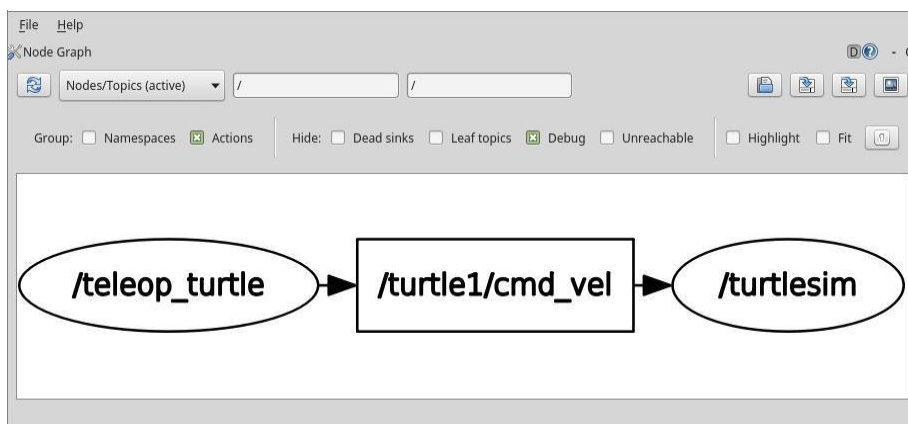 File Help
Node Graph D ? - C
Nodes/Topics (active) / /
Group: Namespaces Actions Hide: Dead sinks Leaf topics Debug Unreachable Highlight Fit
/teleop_turtle /turtle1/cmd_vel /turtlesim